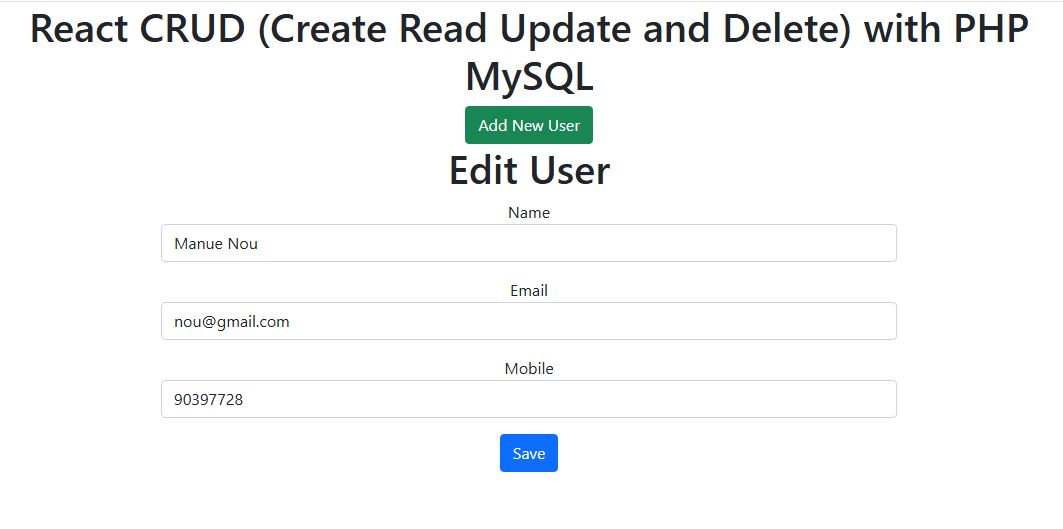 React CRUD (Create Read Update and Delete) with PHP
MySQL
Add New User
Edit User
Name
Manue Nou
Email
nou@gmail.com
Mobile
90397728
Save